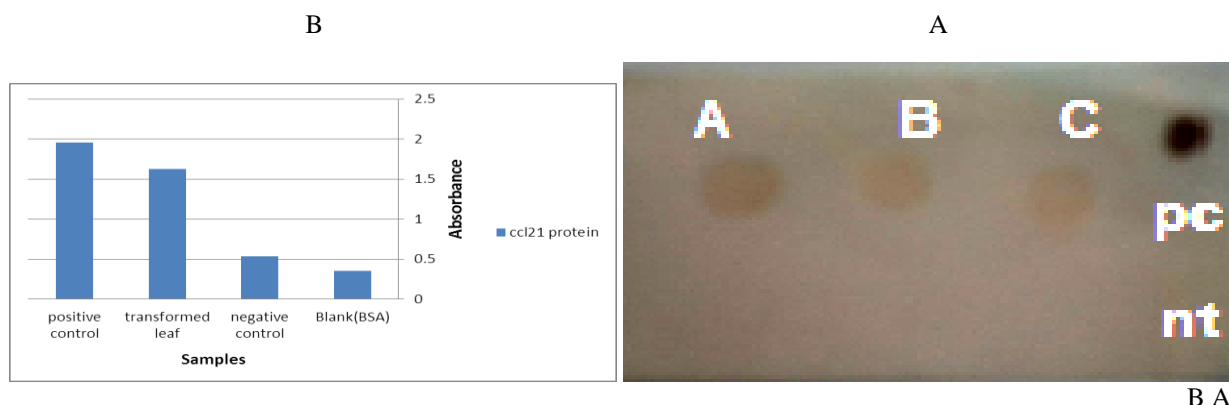 B
A
2.5
2
1.5
1
0.5
0
Absorbance
ccl21 protein
positive control
transformed leaf
negative control
Blank(BSA)
Samples
A B C
pc
nt
B A